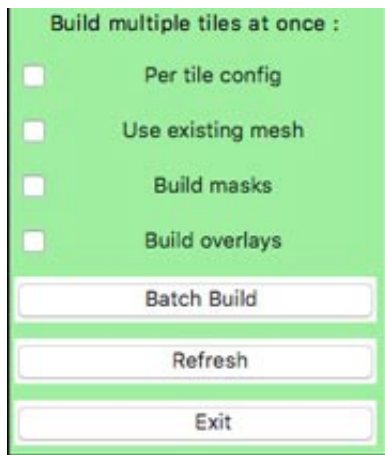 Build multiple tiles at once :
Per tile config
Use existing mesh
Build masks
Build overlays
Batch Build
Refresh
Exit